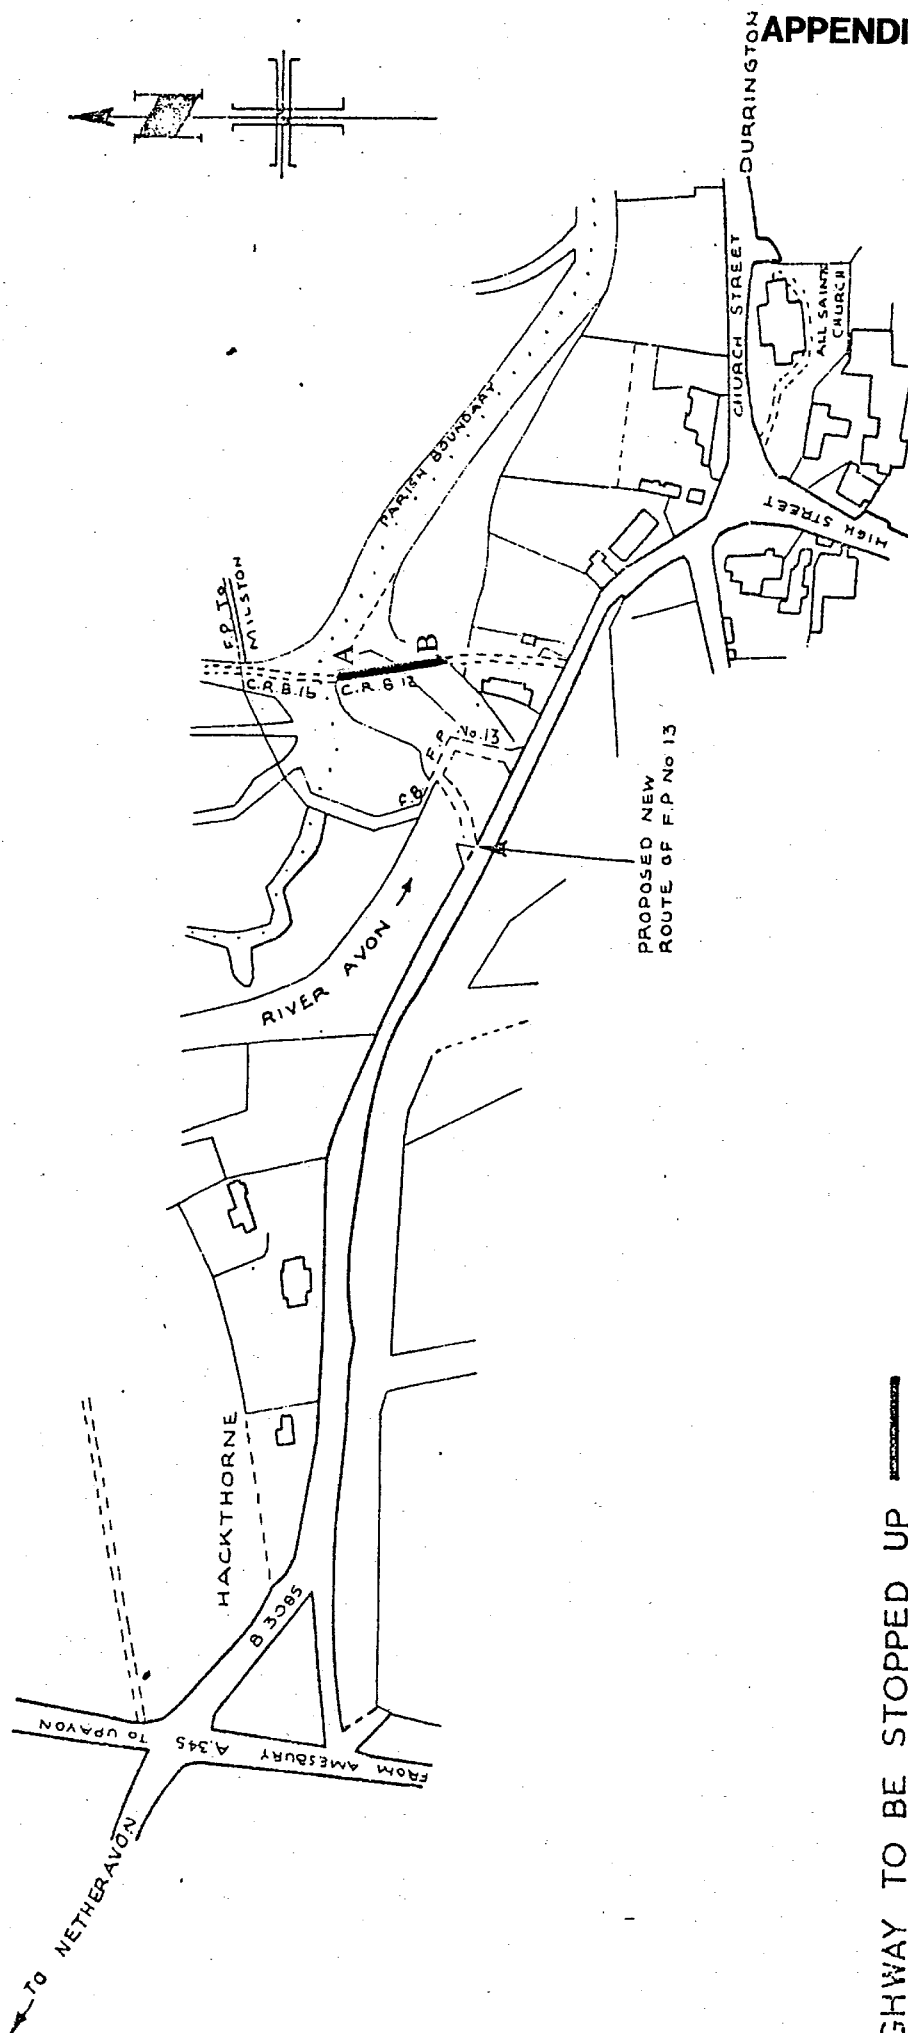 APPENDI
DURRINGTON
CHURCH STREET
ALL SAINTS
CHURCH
HIGH STREET
PARISH BOUNDARY
F.P. To
MILSTON
C.R.B.16
A
C.R.B 12
B
F.P. No.13
F.B.
PROPOSED NEW
ROUTE OF F.P No 13
RIVER AVON
HACKTHORNE
B 3085
To UPAVON
A.345
FROM AMESBURY
TO NETHERAVON
GHWAY TO BE STOPPED UP